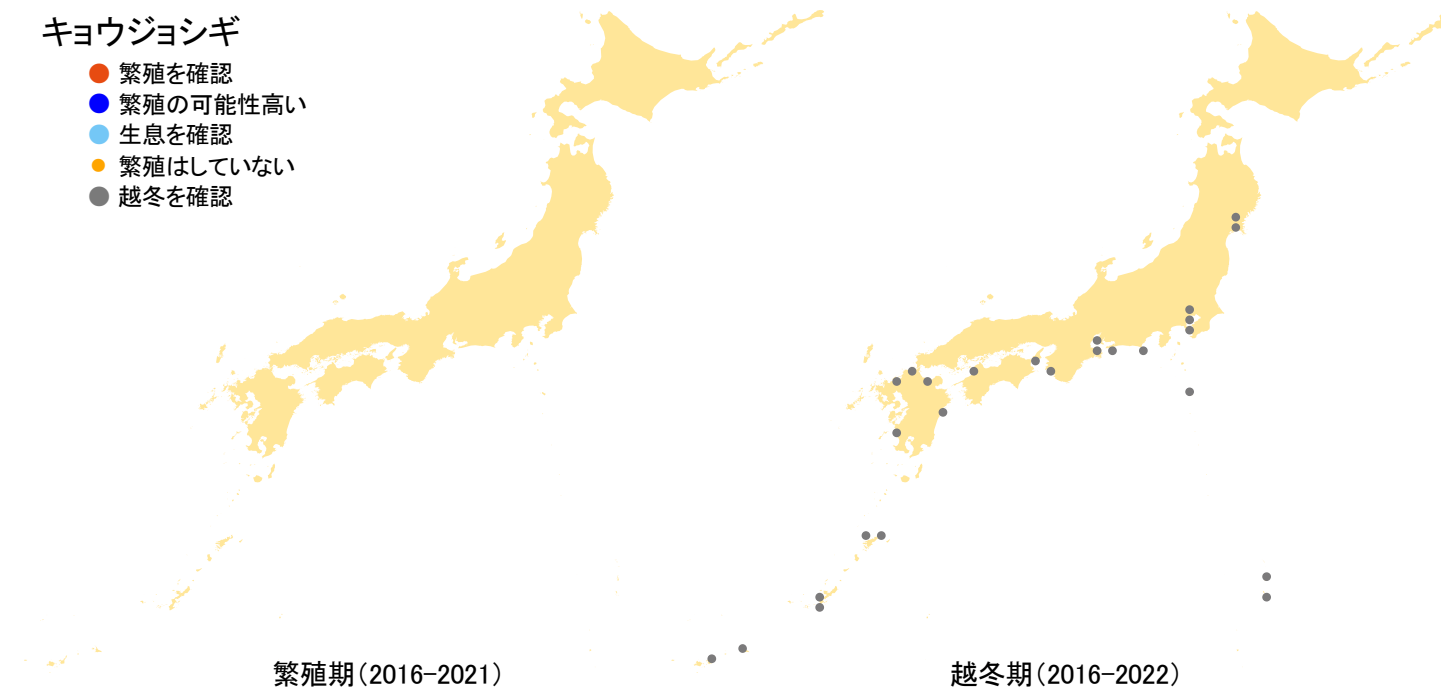 キョウジョシギ
繁殖を確認
繁殖の可能性高い
生息を確認
繁殖はしていない
越冬を確認
繁殖期(2016-2021)
越冬期(2016-2022)